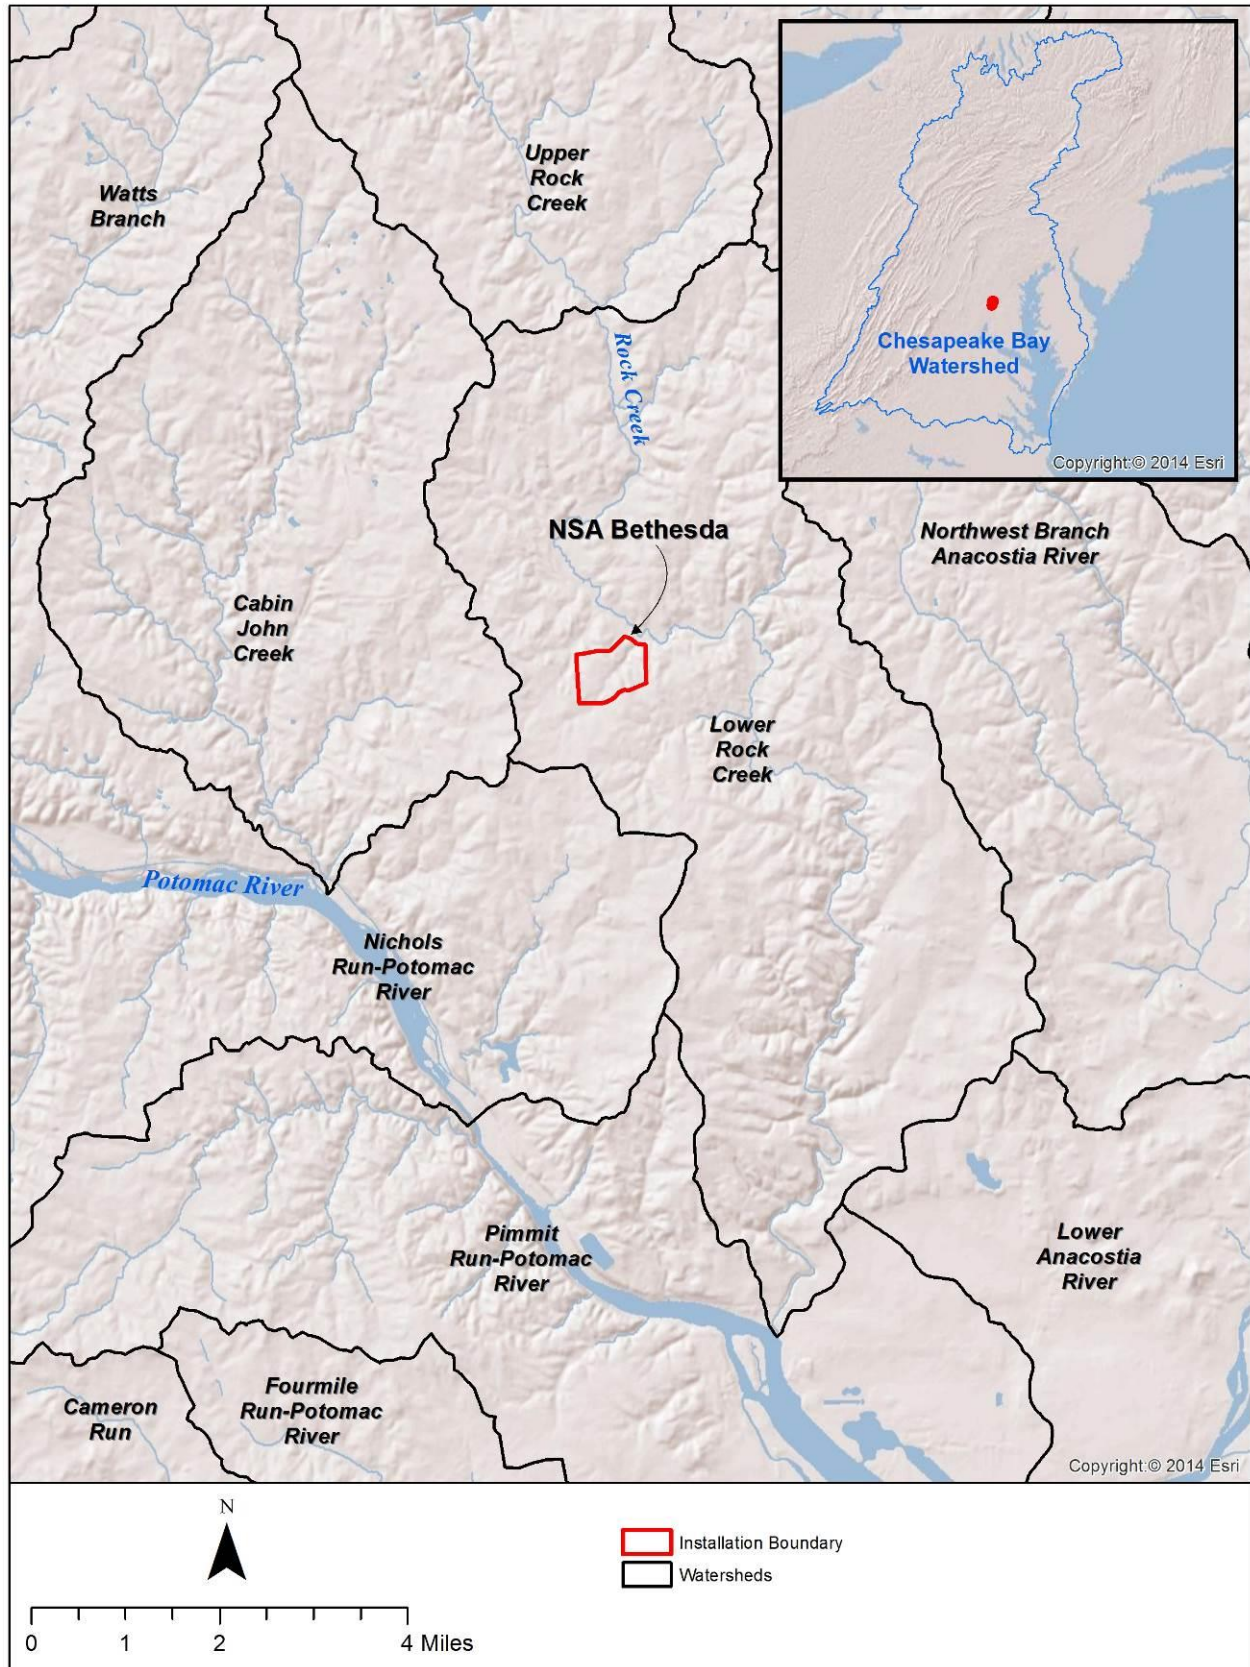 Watts
Branch
Upper
Rock
Creek
Chesapeake Bay
Watershed
Copyright:© 2014 Esri
Rock Creek
NSA Bethesda
Northwest Branch
Anacostia River
Cabin
John
Creek
Lower
Rock
Creek
Potomac River
Nichols
Run-Potomac
River
Pimmit
Run-Potomac
River
Lower
Anacostia
River
Cameron
Run
Fourmile
Run-Potomac
River
Copyright:© 2014 Esri
N
0 1 2 4 Miles
Installation Boundary
Watersheds